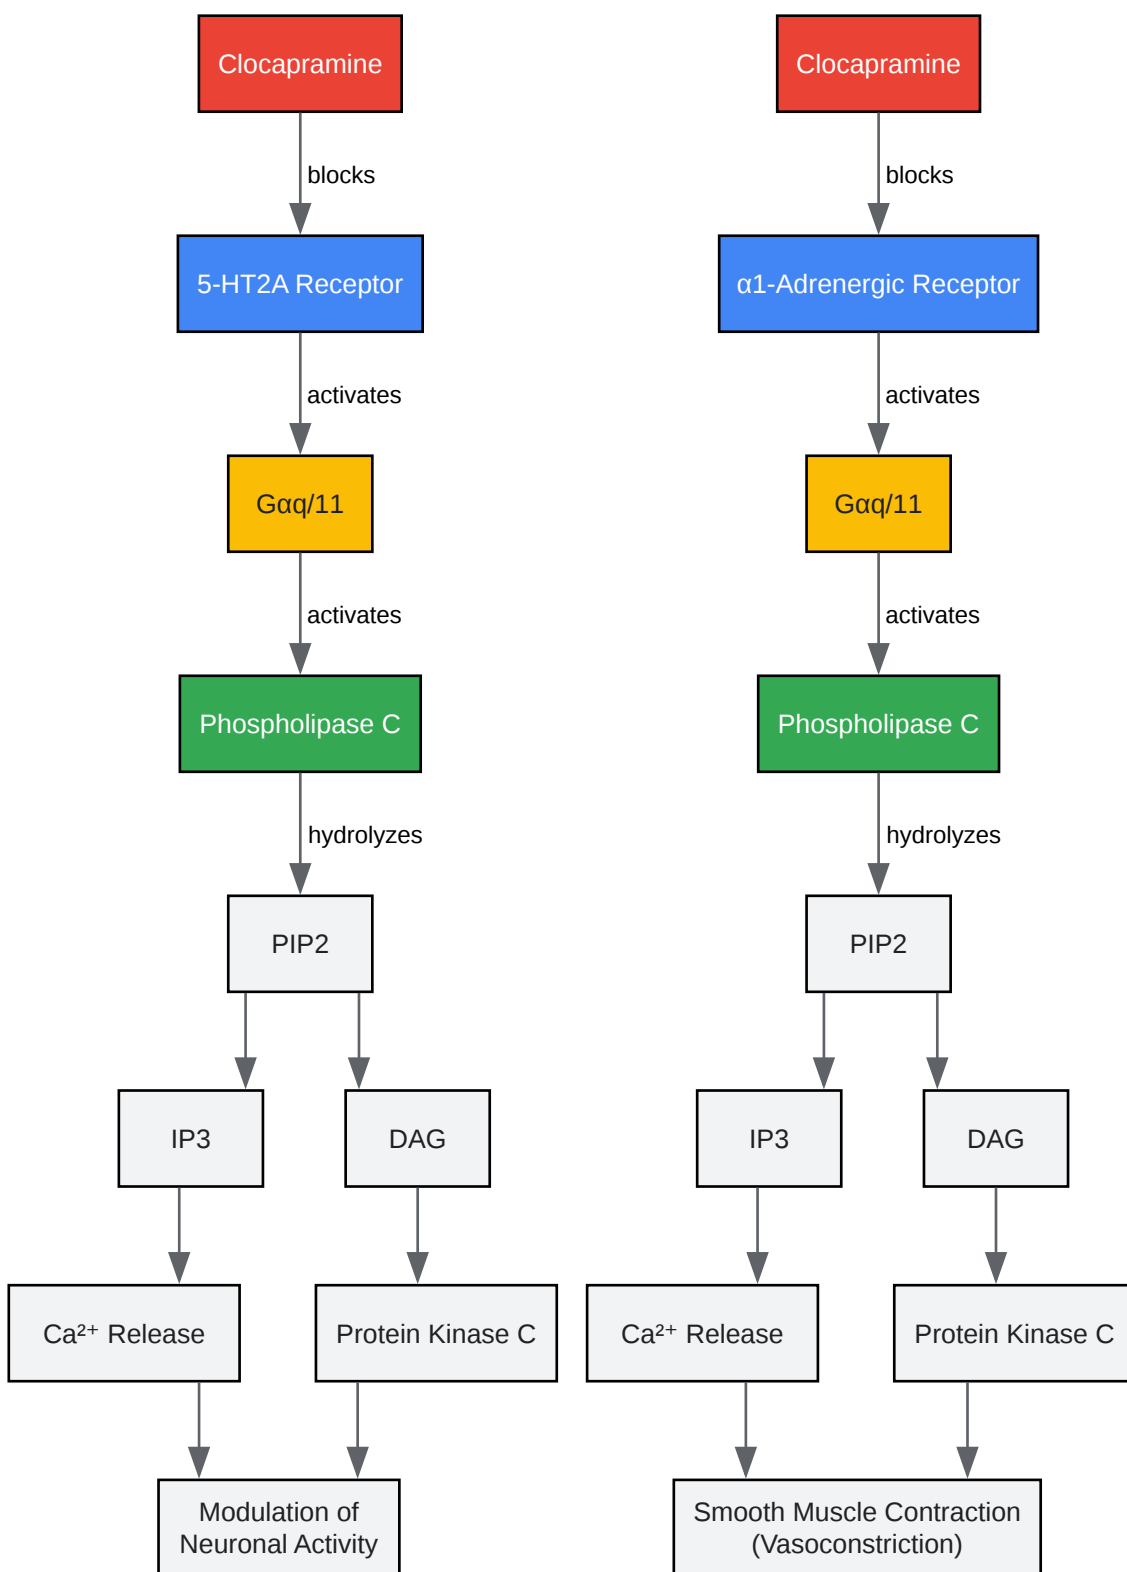 Clocapramine
blocks
5-HT2A Receptor
activates
Gαq/11
activates
Phospholipase C
hydrolyzes
PIP2
IP3
DAG
Ca²⁺ Release
Protein Kinase C
Modulation of
Neuronal Activity
Clocapramine
blocks
α1-Adrenergic Receptor
activates
Gαq/11
activates
Phospholipase C
hydrolyzes
PIP2
IP3
DAG
Ca²⁺ Release
Protein Kinase C
Smooth Muscle Contraction
(Vasoconstriction)